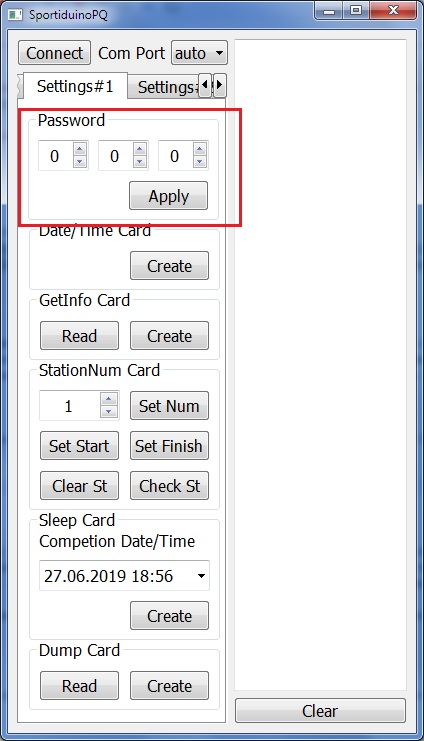 SportiduinoPQ
Connect Com Port auto
Settings#1 Settings#
Password
0 0 0
Apply
Date/Time Card
Create
GetInfo Card
Read Create
StationNum Card
1 Set Num
Set Start Set Finish
Clear St Check St
Sleep Card
Competion Date/Time
27.06.2019 18:56
Create
Dump Card
Read Create
Clear